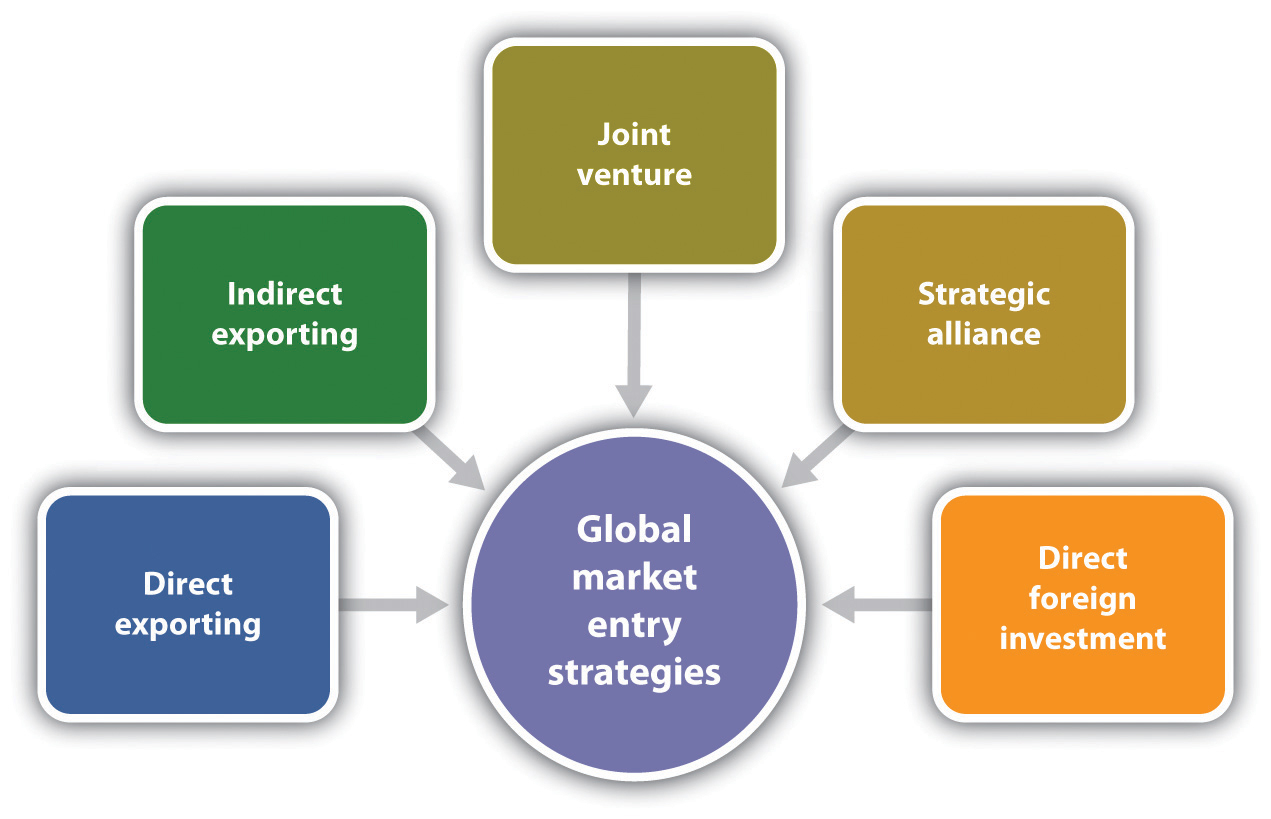 Joint
venture
Indirect
exporting
Strategic
alliance
Direct
exporting
Global
market
entry
strategies
Direct
foreign
investment